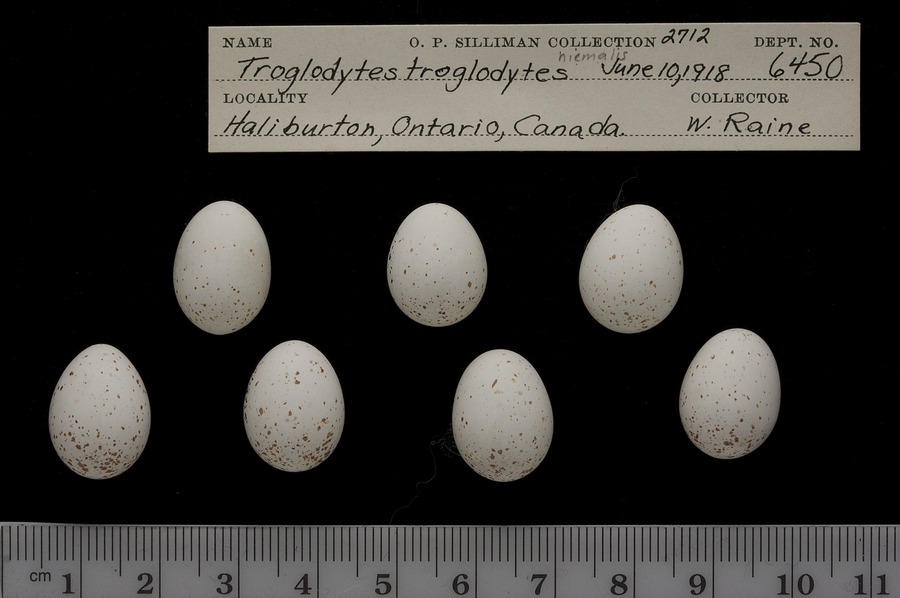 NAME O. P. SILLIMAN COLLECTION 2712 DEPT. NO.
hiemalis
Troglodytes troglodytes June 10, 1918 6450
LOCALITY COLLECTOR
Haliburton, Ontario, Canada. W. Raine
cm 1 2 3 4 5 6 7 8 9 10 11